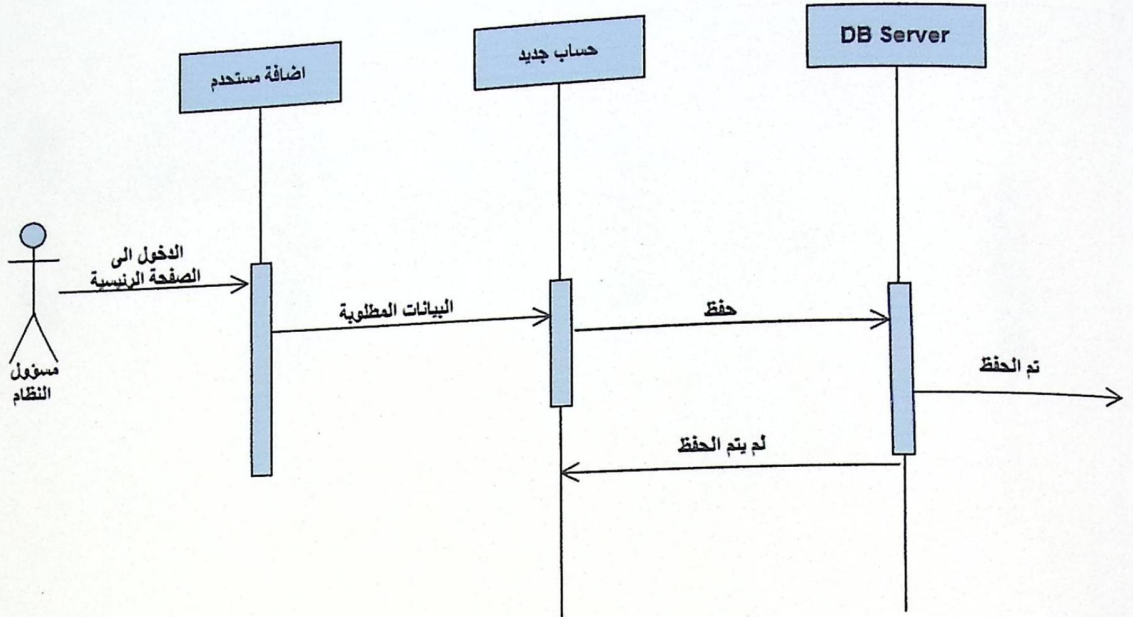 اضافة مستخدم
حساب جديد
DB Server
الدخول الى
الصفحة الرئيسية
البيانات المطلوبة
حفظ
تم الحفظ
لم يتم الحفظ
مسؤول
النظام